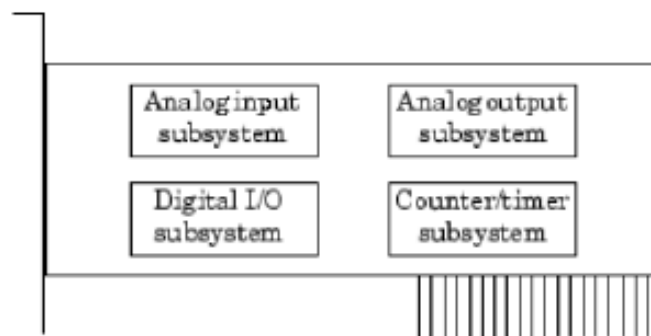 Analog input
subsystem
Analog output
subsystem
Digital I/O
subsystem
Counter/timer
subsystem